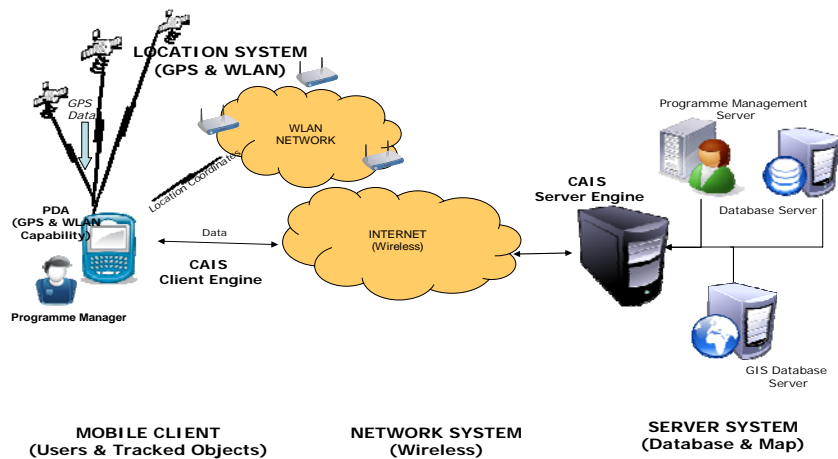 LOCATION SYSTEM
(GPS & WLAN)
GPS
Data
WLAN
NETWORK
Location Coordinates
PDA
(GPS & WLAN
Capability)
Programme Manager
Data
CAIS
Client Engine
INTERNET
(Wireless)
CAIS
Server Engine
Programme Management
Server
Database Server
GIS Database
Server
MOBILE CLIENT
(Users & Tracked Objects)
NETWORK SYSTEM
(Wireless)
SERVER SYSTEM
(Database & Map)